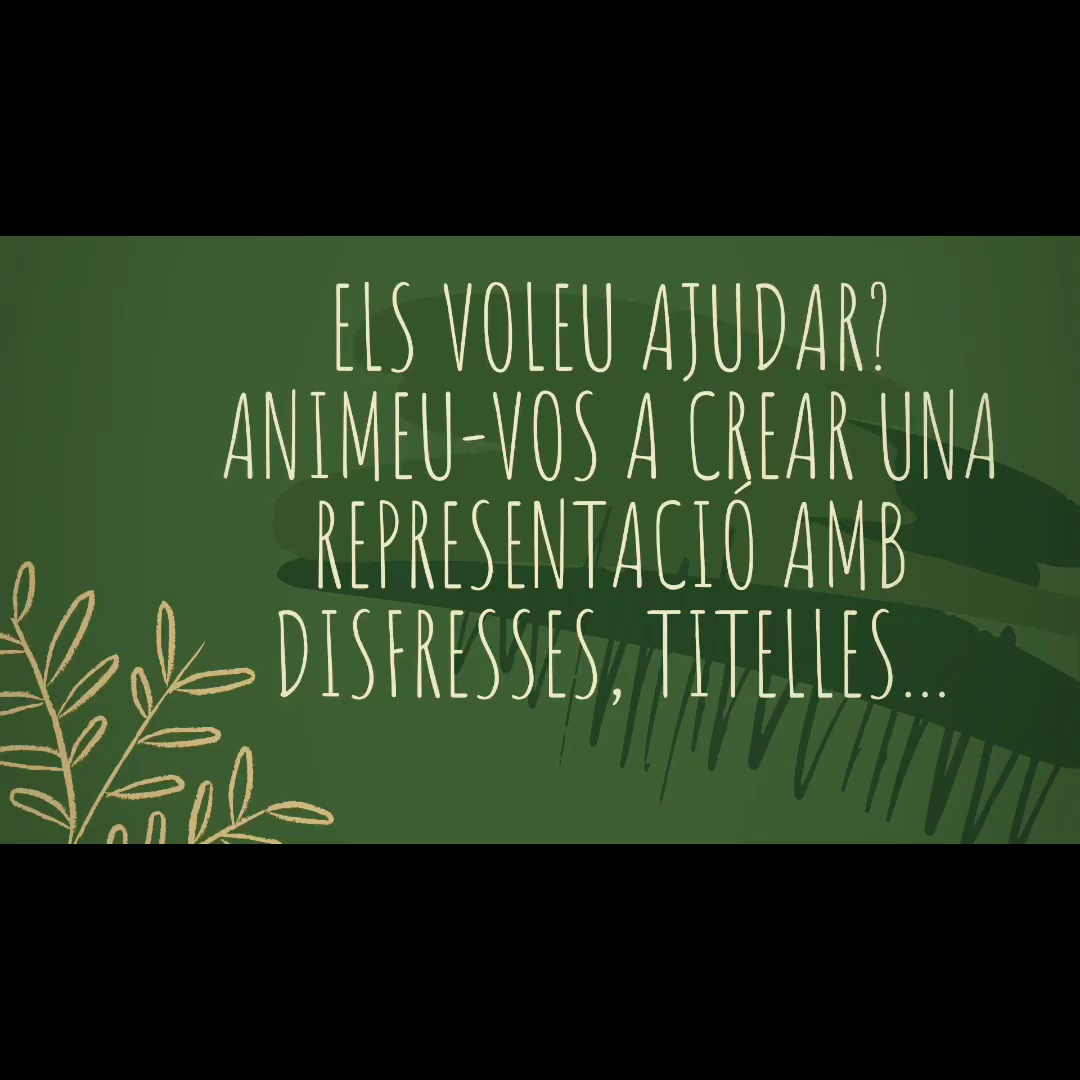 ELS VOLEU AJUDAR?
ANIMEU-VOS A CREAR UNA
REPRESENTACIÓ AMB
DISFRESSES, TITELLES...